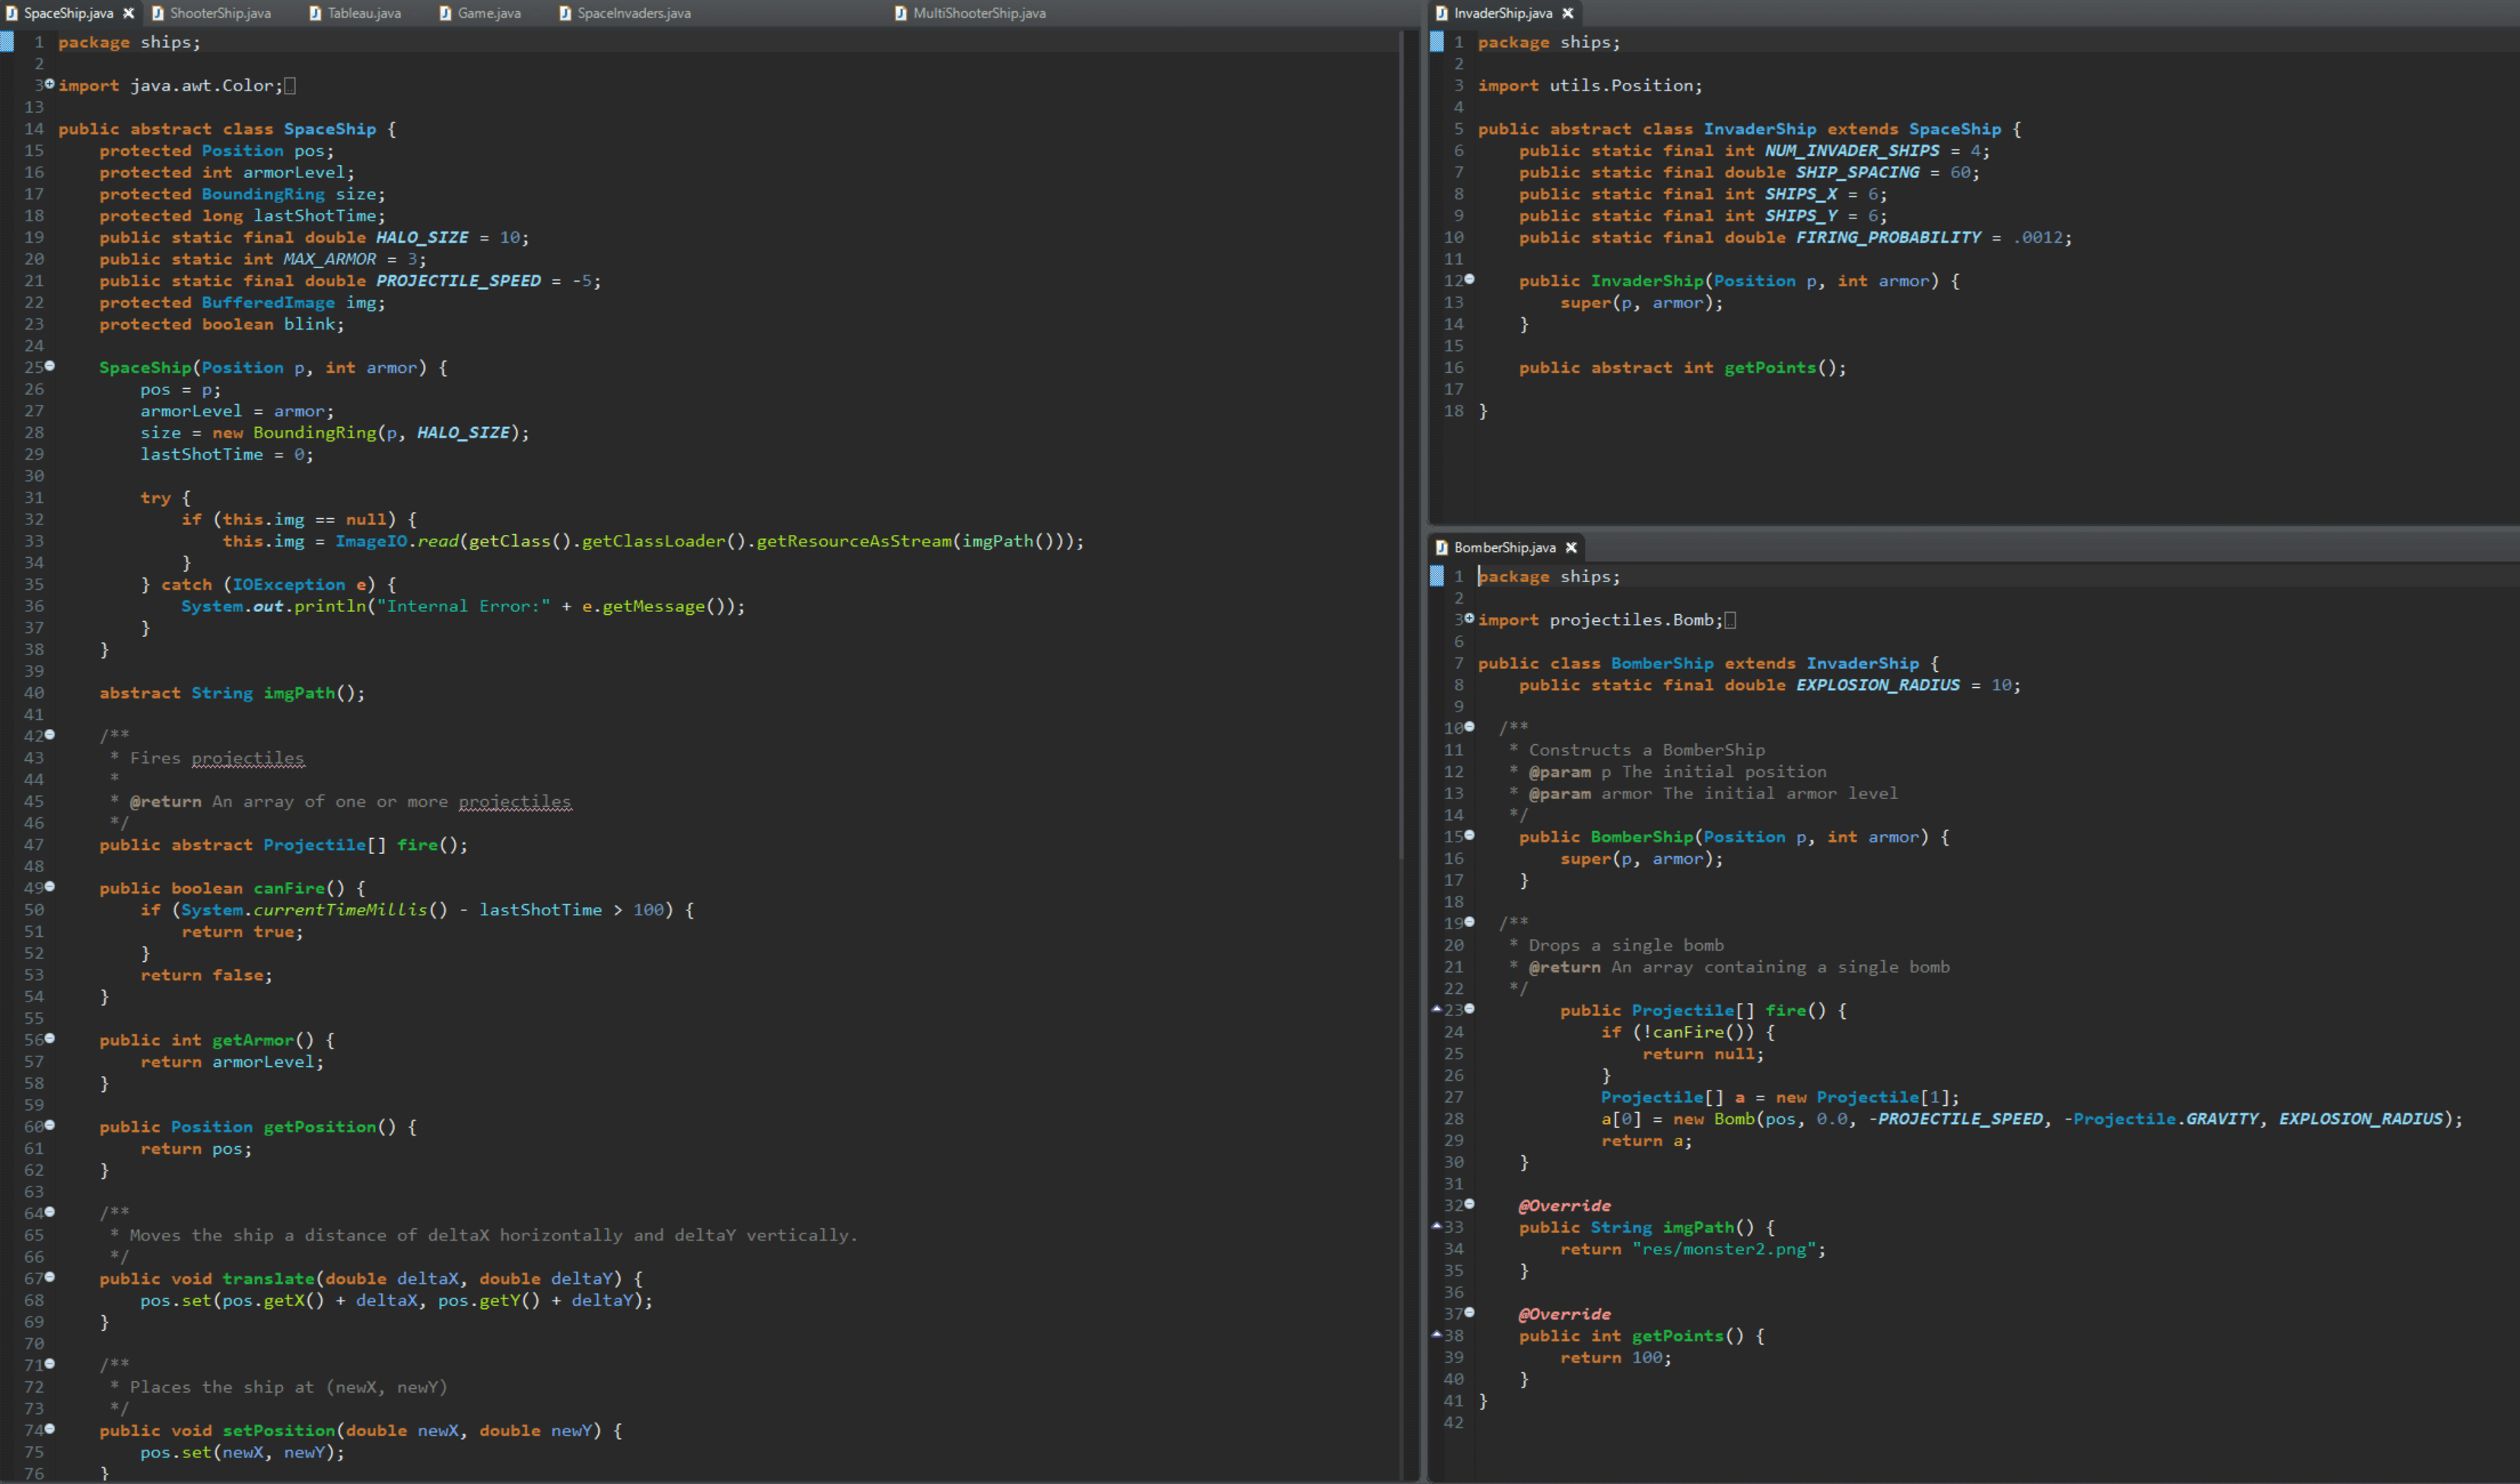 SpaceShip.java ShooterShip.java Tableau.java Game.java SpaceInvaders.java MultiShooterShip.java
1 package ships;
2
3 import java.awt.Color;
13
14 public abstract class SpaceShip {
15     protected Position pos;
16     protected int armorLevel;
17     protected BoundingRing size;
18     protected long lastShotTime;
19     public static final double HALO_SIZE = 10;
20     public static int MAX_ARMOR = 3;
21     public static final double PROJECTILE_SPEED = -5;
22     protected BufferedImage img;
23     protected boolean blink;
24
25     SpaceShip(Position p, int armor) {
26         pos = p;
27         armorLevel = armor;
28         size = new BoundingRing(p, HALO_SIZE);
29         lastShotTime = 0;
30
31         try {
32             if (this.img == null) {
33                 this.img = ImageIO.read(getClass().getClassLoader().getResourceAsStream(imgPath()));
34             }
35         } catch (IOException e) {
36             System.out.println("Internal Error:" + e.getMessage());
37         }
38     }
39
40     abstract String imgPath();
41
42     /**
43      * Fires projectiles
44      *
45      * @return An array of one or more projectiles
46      */
47     public abstract Projectile[] fire();
48
49     public boolean canFire() {
50         if (System.currentTimeMillis() - lastShotTime > 100) {
51             return true;
52         }
53         return false;
54     }
55
56     public int getArmor() {
57         return armorLevel;
58     }
59
60     public Position getPosition() {
61         return pos;
62     }
63
64     /**
65      * Moves the ship a distance of deltaX horizontally and deltaY vertically.
66      */
67     public void translate(double deltaX, double deltaY) {
68         pos.set(pos.getX() + deltaX, pos.getY() + deltaY);
69     }
70
71     /**
72      * Places the ship at (newX, newY)
73      */
74     public void setPosition(double newX, double newY) {
75         pos.set(newX, newY);
76     }
InvaderShip.java
1 package ships;
2
3 import utils.Position;
4
5 public abstract class InvaderShip extends SpaceShip {
6     public static final int NUM_INVADER_SHIPS = 4;
7     public static final double SHIP_SPACING = 60;
8     public static final int SHIPS_X = 6;
9     public static final int SHIPS_Y = 6;
10     public static final double FIRING_PROBABILITY = .0012;
11
12     public InvaderShip(Position p, int armor) {
13         super(p, armor);
14     }
15
16     public abstract int getPoints();
17
18 }
BomberShip.java
1 package ships;
2
3 import projectiles.Bomb;
6
7 public class BomberShip extends InvaderShip {
8     public static final double EXPLOSION_RADIUS = 10;
9
10   /**
11    * Constructs a BomberShip
12    * @param p The initial position
13    * @param armor The initial armor level
14    */
15     public BomberShip(Position p, int armor) {
16         super(p, armor);
17     }
18
19   /**
20    * Drops a single bomb
21    * @return An array containing a single bomb
22    */
23         public Projectile[] fire() {
24             if (!canFire()) {
25                 return null;
26             }
27             Projectile[] a = new Projectile[1];
28             a[0] = new Bomb(pos, 0.0, -PROJECTILE_SPEED, -Projectile.GRAVITY, EXPLOSION_RADIUS);
29             return a;
30     }
31
32     @Override
33     public String imgPath() {
34         return "res/monster2.png";
35     }
36
37     @Override
38     public int getPoints() {
39         return 100;
40     }
41 }
42